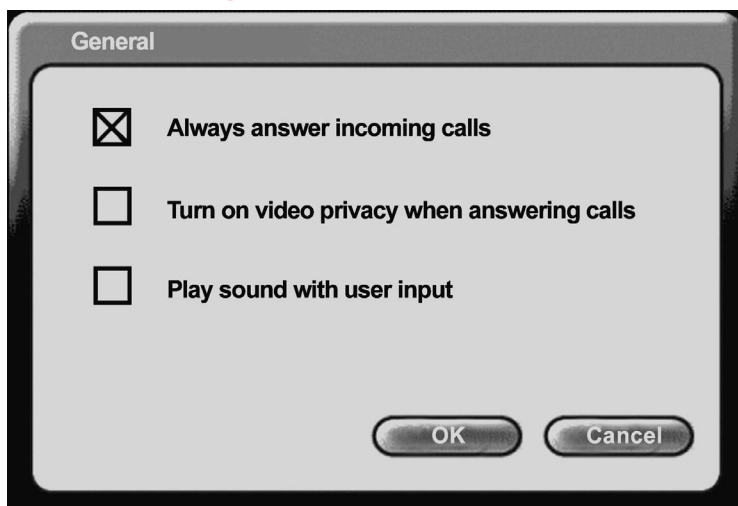 General
Always answer incoming calls
Turn on video privacy when answering calls
Play sound with user input
OK
Cancel